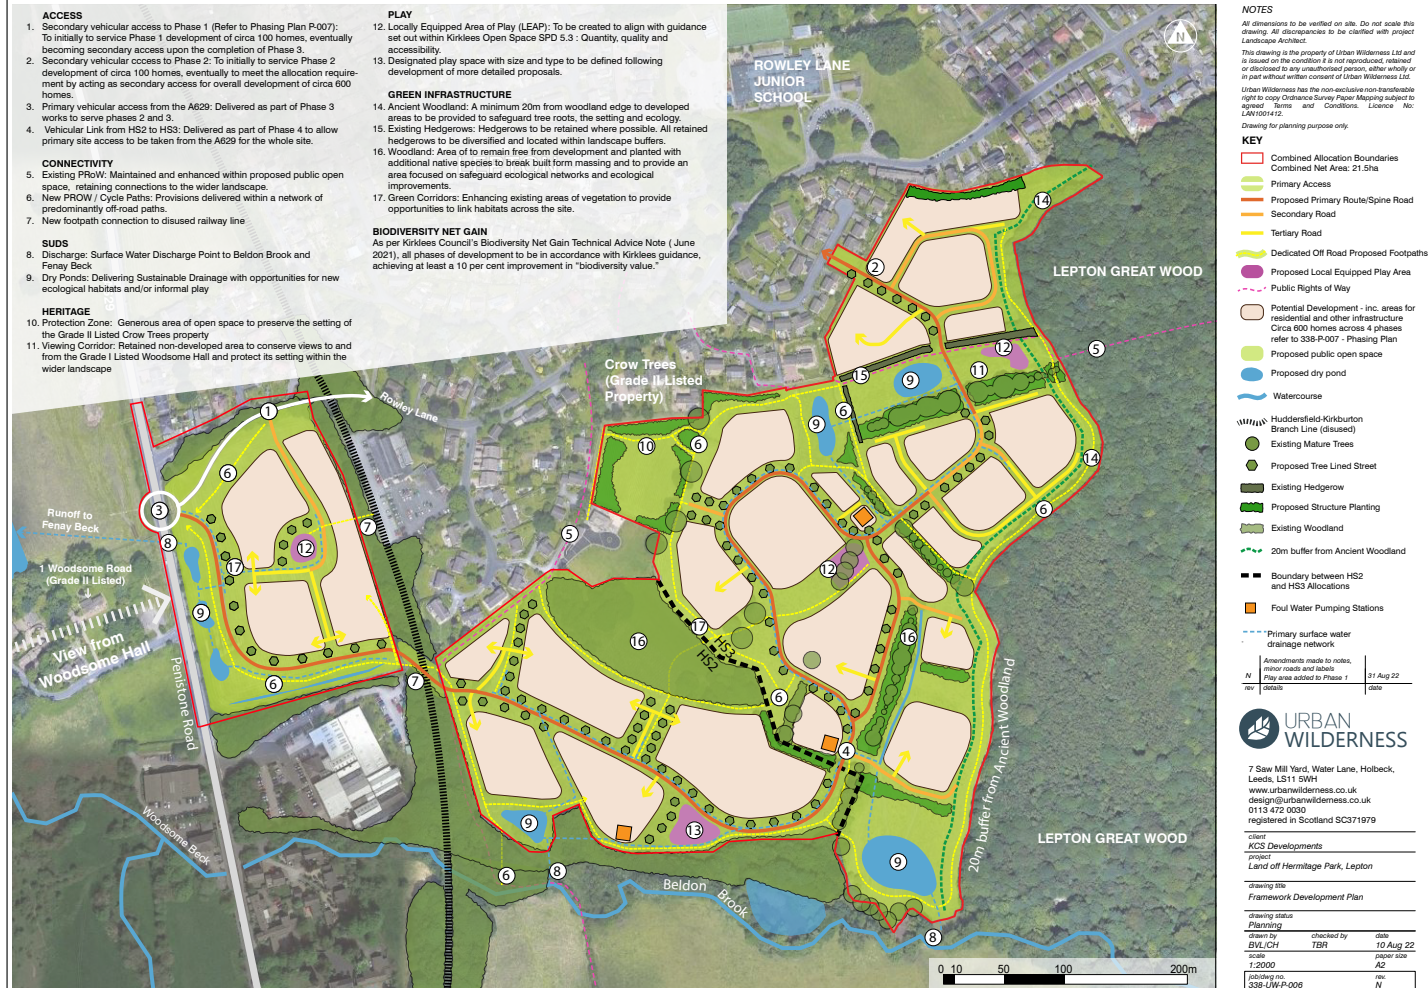 ACCESS
1. Secondary vehicular access to Phase 1 (Refer to Phasing Plan P-007):
To initially to service Phase 1 development of circa 100 homes, eventually
becoming secondary access upon the completion of Phase 3.
2. Secondary vehicular ccess to Phase 2: To initially to service Phase 2
development of circa 100 homes, eventually to meet the allocation require-
ment by acting as secondary access for overall development of circa 600
homes.
3. Primary vehicular access from the A629: Delivered as part of Phase 3
works to serve phases 2 and 3.
4. Vehicular Link from HS2 to HS3: Delivered as part of Phase 4 to allow
primary site access to be taken from the A629 for the whole site.
CONNECTIVITY
5. Existing PRoW: Maintained and enhanced within proposed public open
space, retaining connections to the wider landscape.
6. New PROW / Cycle Paths: Provisions delivered within a network of
predominantly off-road paths.
7. New footpath connection to disused railway line
SUDS
8. Discharge: Surface Water Discharge Point to Beldon Brook and
Fenay Beck
9. Dry Ponds: Delivering Sustainable Drainage with opportunities for new
ecological habitats and/or informal play
HERITAGE
10. Protection Zone: Generous area of open space to preserve the setting of
the Grade II Listed Crow Trees property
11. Viewing Corridor: Retained non-developed area to conserve views to and
from the Grade I Listed Woodsome Hall and protect its setting within the
wider landscape
PLAY
12. Locally Equipped Area of Play (LEAP): To be created to align with guidance
set out within Kirklees Open Space SPD 5.3 : Quantity, quality and
accessibility.
13. Designated play space with size and type to be defined following
development of more detailed proposals.
GREEN INFRASTRUCTURE
14. Ancient Woodland: A minimum 20m from woodland edge to developed
areas to be provided to safeguard tree roots, the setting and ecology.
15. Existing Hedgerows: Hedgerows to be retained where possible. All retained
hedgerows to be diversified and located within landscape buffers.
16. Woodland: Area of to remain free from development and planted with
additional native species to break built form massing and to provide an
area focused on safeguard ecological networks and ecological
improvements.
17. Green Corridors: Enhancing existing areas of vegetation to provide
opportunities to link habitats across the site.
BIODIVERSITY NET GAIN
As per Kirklees Council's Biodiversity Net Gain Technical Advice Note ( June
2021), all phases of development to be in accordance with Kirklees guidance,
achieving at least a 10 per cent improvement in "biodiversity value."
N
ROWLEY LANE
JUNIOR
SCHOOL
14
2
LEPTON GREAT WOOD
5
12
11
15
9
Crow Trees
(Grade II Listed
Property)
Rowley Lane
1
6
9
10
6
14
6
3
6
Runoff to
Fenay Beck
7
5
8
12
17
12
1 Woodsome Road
(Grade II Listed)
9
View from
Woodsome Hall
17
16
16
HS3
HS2
6
7
6
Penistone Road
4
20m buffer from Ancient Woodland
9
13
LEPTON GREAT WOOD
9
Woodsome Beck
6
8
Beldon
Brook
8
0 10 50 100 200m
NOTES
All dimensions to be verified on site. Do not scale this
drawing. All discrepancies to be clarified with project
Landscape Architect.
This drawing is the property of Urban Wilderness Ltd and
is issued on the condition it is not reproduced, retained
or disclosed to any unauthorised person, either wholly or
in part without written consent of Urban Wilderness Ltd.
Urban Wilderness has the non-exclusive non-transferable
right to copy Ordnance Survey Paper Mapping subject to
agreed Terms and Conditions. Licence No:
LAN1001412.
Drawing for planning purpose only.
KEY
Combined Allocation Boundaries
Combined Net Area: 21.5ha
Primary Access
Proposed Primary Route/Spine Road
Secondary Road
Tertiary Road
Dedicated Off Road Proposed Footpaths
Proposed Local Equipped Play Area
Public Rights of Way
Potential Development - inc. areas for
residential and other infrastructure
Circa 600 homes across 4 phases
refer to 338-P-007 - Phasing Plan
Proposed public open space
Proposed dry pond
Watercourse
Huddersfield-Kirkburton
Branch Line (disused)
Existing Mature Trees
Proposed Tree Lined Street
Existing Hedgerow
Proposed Structure Planting
Existing Woodland
20m buffer from Ancient Woodland
Boundary between HS2
and HS3 Allocations
Foul Water Pumping Stations
Primary surface water
drainage network
Amendments made to notes,
minor roads and labels
N Play area added to Phase 1 31 Aug 22
rev details date
URBAN
WILDERNESS
7 Saw Mill Yard, Water Lane, Holbeck,
Leeds, LS11 5WH
www.urbanwilderness.co.uk
design@urbanwilderness.co.uk
0113 472 0030
registered in Scotland SC371979
client
KCS Developments
project
Land off Hermitage Park, Lepton
drawing title
Framework Development Plan
drawing status
Planning
drawn by checked by date
BVL/CH TBR 10 Aug 22
scale paper size
1:2000 A2
job/dwg no. rev.
338-UW-P-006 N